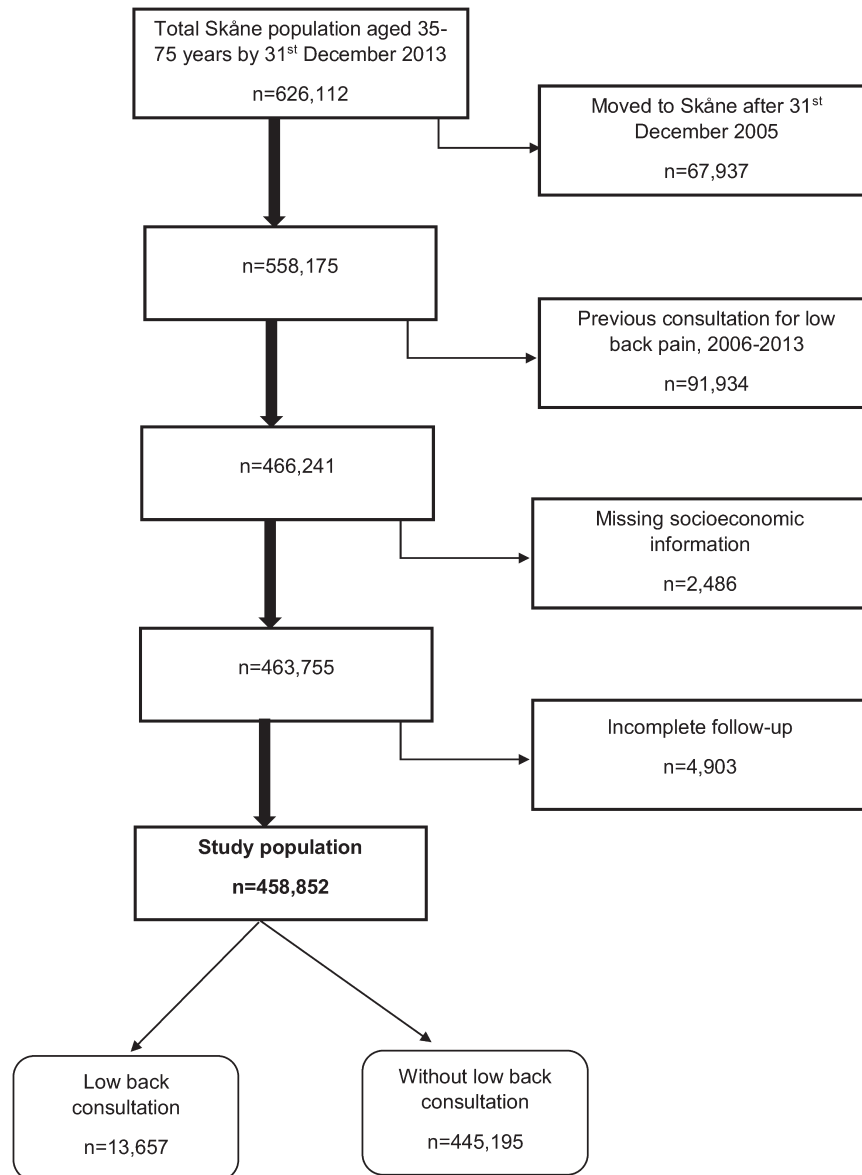 Total Skåne population aged 35-
75 years by 31st December 2013
n=626,112
Moved to Skåne after 31st
December 2005
n=67,937
n=558,175
Previous consultation for low
back pain, 2006-2013
n=91,934
n=466,241
Missing socioeconomic
information
n=2,486
n=463,755
Incomplete follow-up
n=4,903
Study population
n=458,852
Low back
consultation
n=13,657
Without low back
consultation
n=445,195